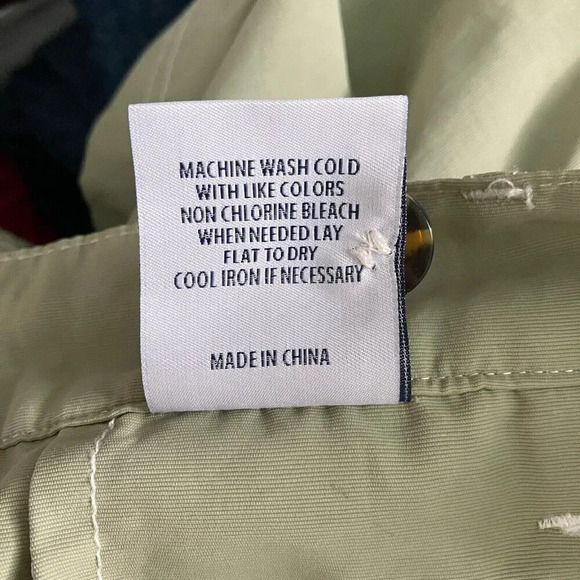 MACHINE WASH COLD
WITH LIKE COLORS
NON CHLORINE BLEACH
WHEN NEEDED LAY
FLAT TO DRY
COOL IRON IF NECESSARY
MADE IN CHINA